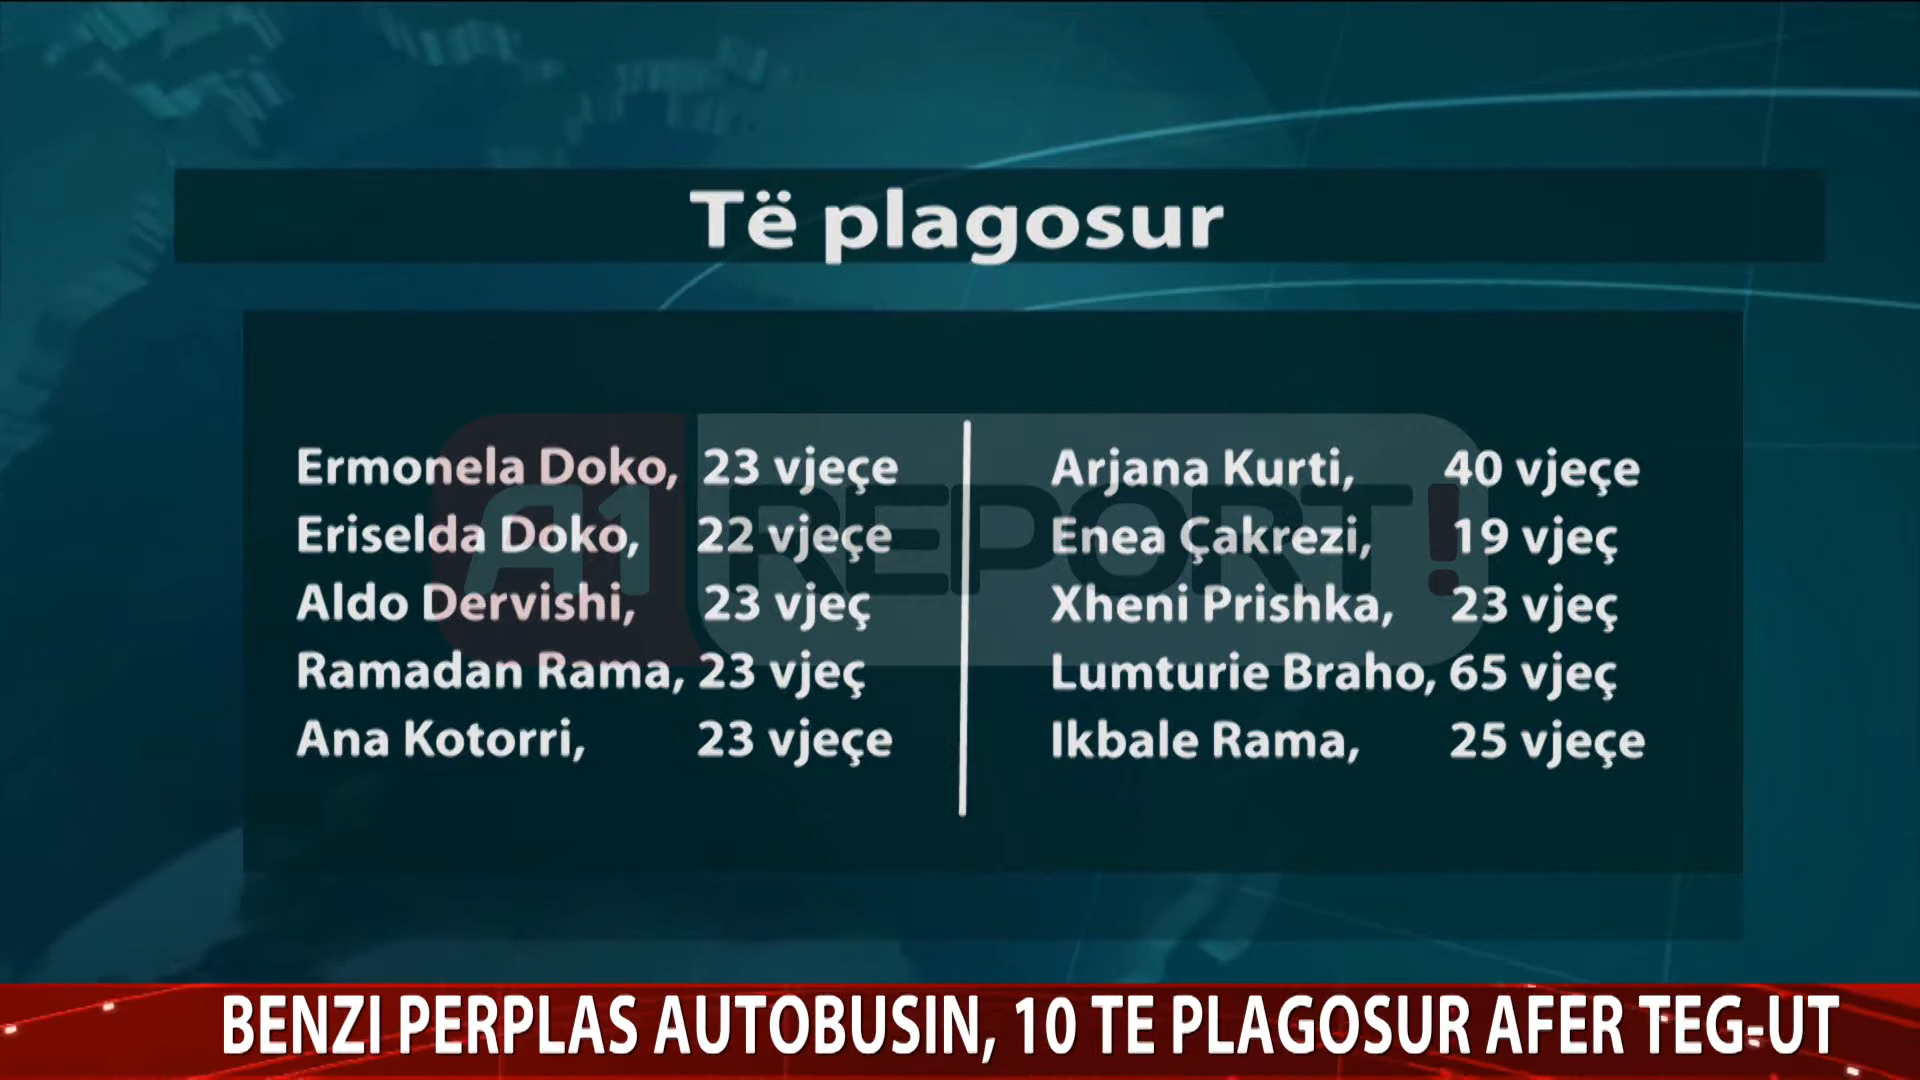 Të plagosur
Ermonela Doko, 23 vjeçe
Eriselda Doko, 22 vjeçe
Aldo Dervishi, 23 vjeç
Ramadan Rama, 23 vjeç
Ana Kotorri, 23 vjeçe
Arjana Kurti, 40 vjeçe
Enea Çakrezi, 19 vjeç
Xheni Prishka, 23 vjeç
Lumturie Braho, 65 vjeç
Ikbale Rama, 25 vjeçe
A1 REPORT!
BENZI PERPLAS AUTOBUSIN, 10 TE PLAGOSUR AFER TEG-UT